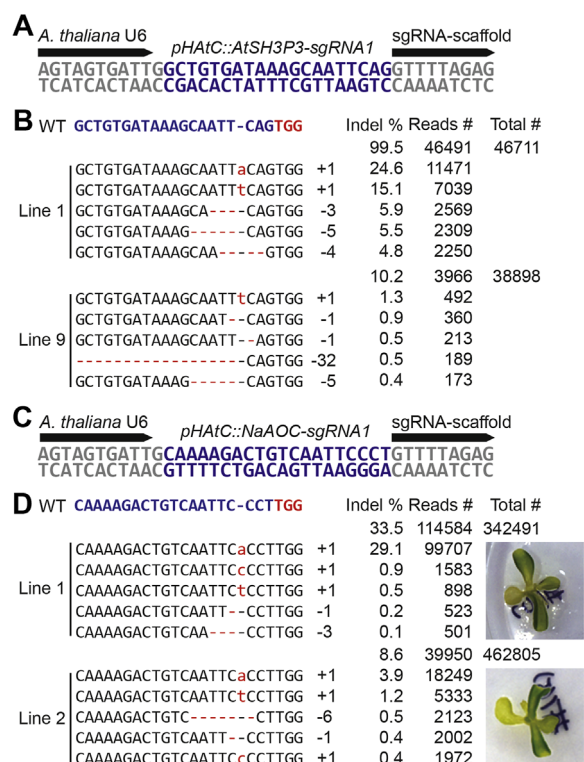 A
A. thaliana U6 pHAtC::AtSH3P3-sgRNA1 sgRNA-scaffold
AGTAGTGATTGGCTGTGATAAAGCAATTCAGGTTTTAGAG
TCATCACTAACCGACACTATTTCGTTAAGTCCAAAATCTC
B WT GCTGTGATAAAGCAATT-CAGTGG Indel % Reads # Total #
99.5 46491 46711
GCTGTGATAAAGCAATTaCAGTGG +1 24.6 11471
GCTGTGATAAAGCAATTtCAGTGG +1 15.1 7039
Line 1 GCTGTGATAAAGCA----CAGTGG -3 5.9 2569
GCTGTGATAAAG------CAGTGG -5 5.5 2309
GCTGTGATAAAGCAA-----GTGG -4 4.8 2250
10.2 3966 38898
GCTGTGATAAAGCAATTtCAGTGG +1 1.3 492
GCTGTGATAAAGCAAT--CAGTGG -1 0.9 360
Line 9 GCTGTGATAAAGCAATT--AGTGG -1 0.5 213
------------------CAGTGG -32 0.5 189
GCTGTGATAAAG------CAGTGG -5 0.4 173
C
A. thaliana U6 pHAtC::NaAOC-sgRNA1 sgRNA-scaffold
AGTAGTGATTGCAAAAGACTGTCAATTCCCTGTTTTAGAG
TCATCACTAACGTTTTCTGACAGTTAAGGGACAAAATCTC
D WT CAAAAGACTGTCAATTC-CCTTGG Indel % Reads # Total #
33.5 114584 342491
CAAAAGACTGTCAATTCaCCTTGG +1 29.1 99707
CAAAAGACTGTCAATTCcCCTTGG +1 0.9 1583
Line 1 CAAAAGACTGTCAATTCtCCTTGG +1 0.5 898
CAAAAGACTGTCAATT--CCTTGG -1 0.2 523
CAAAAGACTGTCAA----CCTTGG -3 0.1 501
8.6 39950 462805
CAAAAGACTGTCAATTCaCCTTGG +1 3.9 18249
CAAAAGACTGTCAATTCtCCTTGG +1 1.2 5333
Line 2 CAAAAGACTGTC-------CTTGG -6 0.5 2123
CAAAAGACTGTCAATT--CCTTGG -1 0.4 2002
CAAAAGACTGTCAATTCcCCTTGG +1 0.4 1972